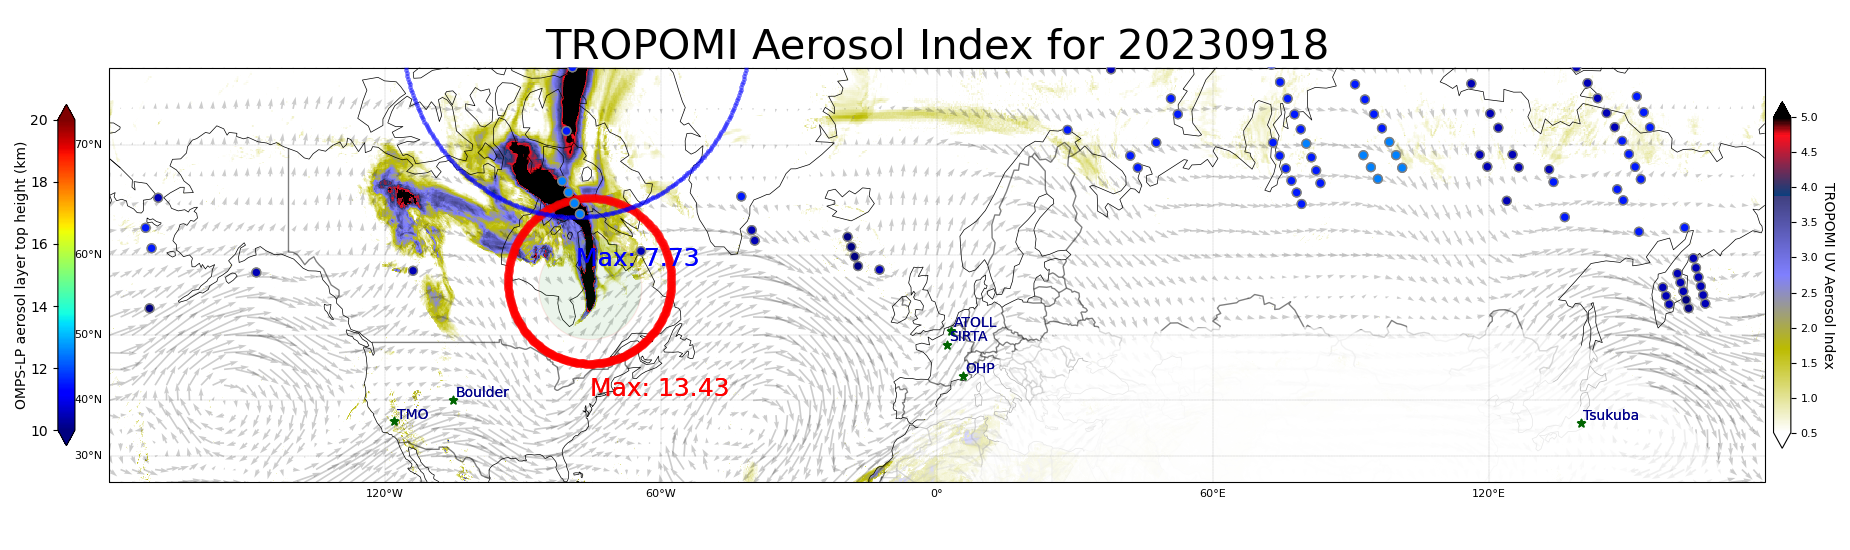 TROPOMI Aerosol Index for 20230918
OMPS-LP aerosol layer top height (km)
20
18
16
14
12
10
70°N
60°N
50°N
40°N
30°N
120°W
60°W
0°
60°E
120°E
Max: 7.73
Max: 13.43
ATOLL
SIRTA
OHP
Boulder
TMO
Tsukuba
5.0
4.5
4.0
3.5
3.0
2.5
2.0
1.5
1.0
0.5
TROPOMI UV Aerosol Index